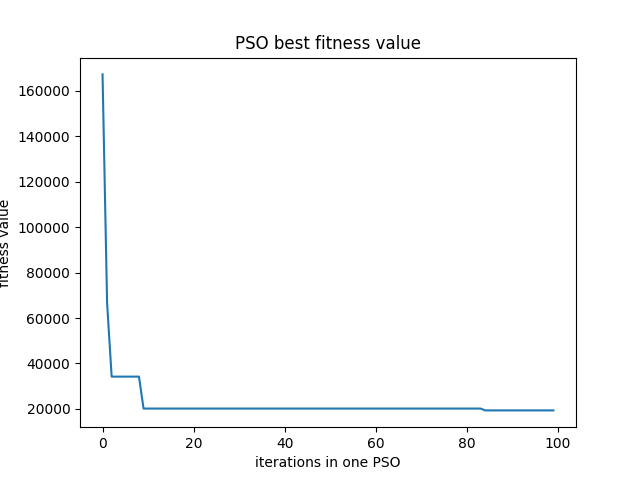 PSO best fitness value
fitness value
160000
140000
120000
100000
80000
60000
40000
20000
0 20 40 60 80 100
iterations in one PSO